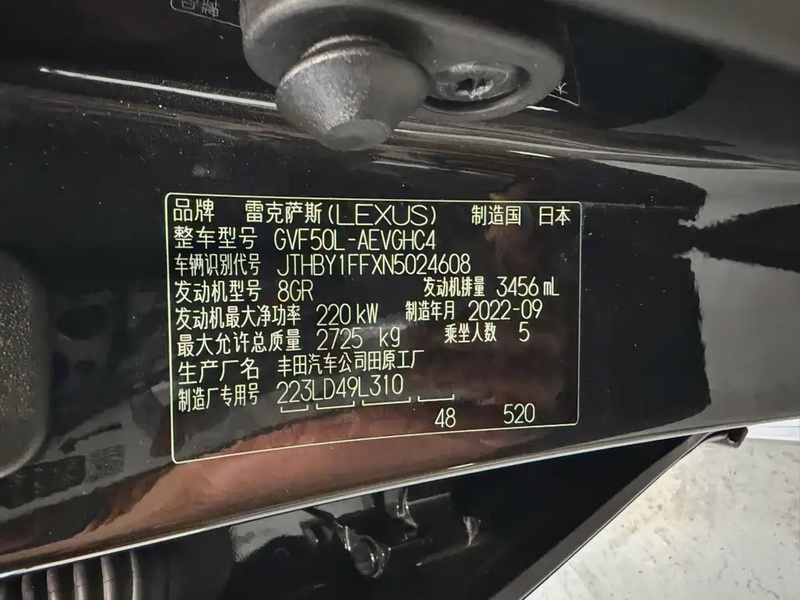 品牌 雷克萨斯(LEXUS) 制造国 日本
整车型号 GVF50L-AEVGHC4
车辆识别代号 JTHBY1FFXN5024608
发动机型号 8GR 发动机排量 3456 mL
发动机最大净功率 220 kW 制造年月 2022-09
最大允许总质量 2725 kg 乘坐人数 5
生产厂名 丰田汽车公司田原工厂
制造厂专用号 223LD49L310
48 520